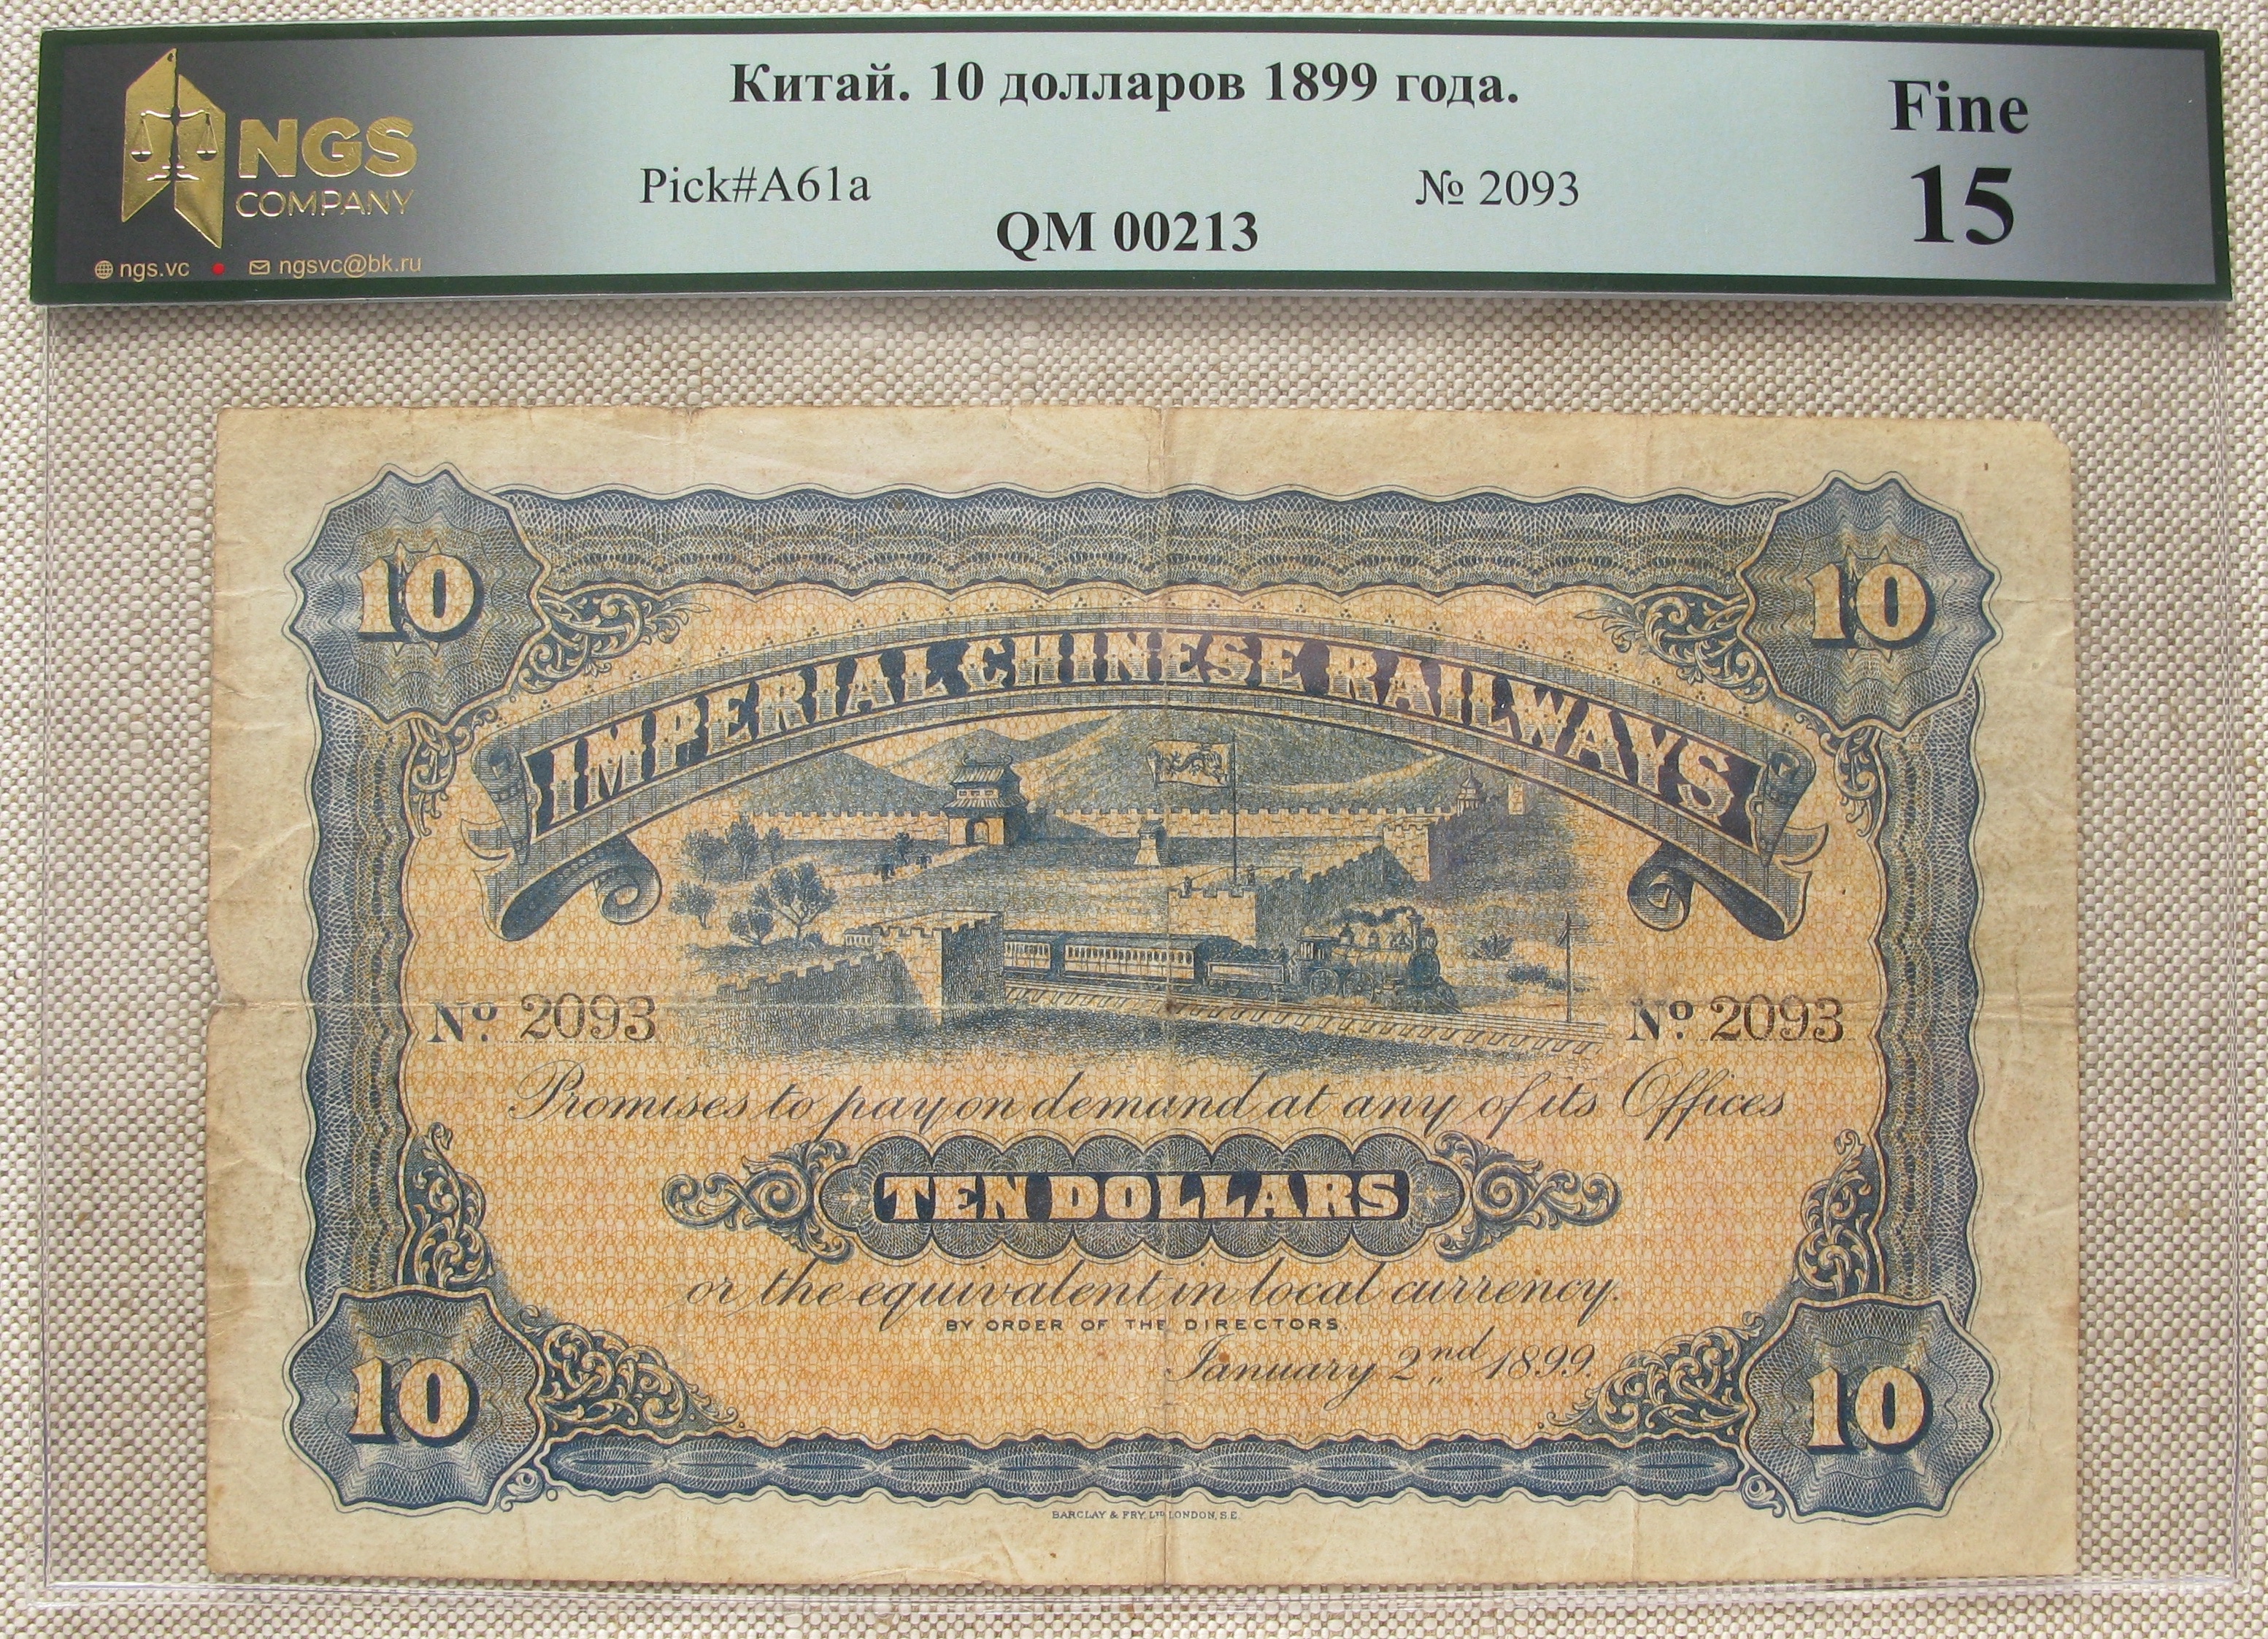 NGS
COMPANY
ngs.vc ngsvc@bk.ru
Китай. 10 долларов 1899 года.
Pick#A61a
№ 2093
QM 00213
Fine
15
10 10
IMPERIAL CHINESE RAILWAYS
Nº 2093 Nº 2093
Promises to pay on demand at any of its Offices
TEN DOLLARS
or the equivalent in local currency.
BY ORDER OF THE DIRECTORS.
January 2nd 1899.
10 10
BARCLAY & FRY, LTD LONDON, S.E.